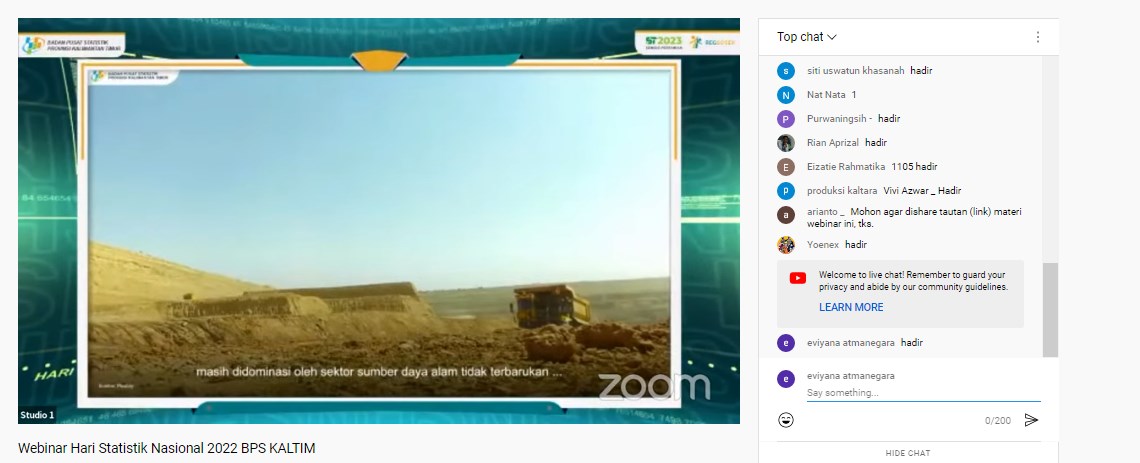 BADAN PUSAT STATISTIK
PROVINSI KALIMANTAN TIMUR
ST2023
SENSUS PERTANIAN
BADAN PUSAT STATISTIK
PROVINSI KALIMANTAN TIMUR
masih didominasi oleh sektor sumber daya alam tidak terbarukan ...
zoom
HARI
Studio 1
Webinar Hari Statistik Nasional 2022 BPS KALTIM
Top chat
s siti uswatun khasanah hadir
N Nat Nata 1
P Purwaningsih - hadir
Rian Aprizal hadir
E Eizatie Rahmatika 1105 hadir
p produksi kaltara Vivi Azwar _ Hadir
a arianto _ Mohon agar dishare tautan (link) materi
webinar ini, tks.
Yoenex hadir
Welcome to live chat! Remember to guard your
privacy and abide by our community guidelines.
LEARN MORE
e eviyana atmanegara hadir
e eviyana atmanegara
Say something...
0/200
HIDE CHAT